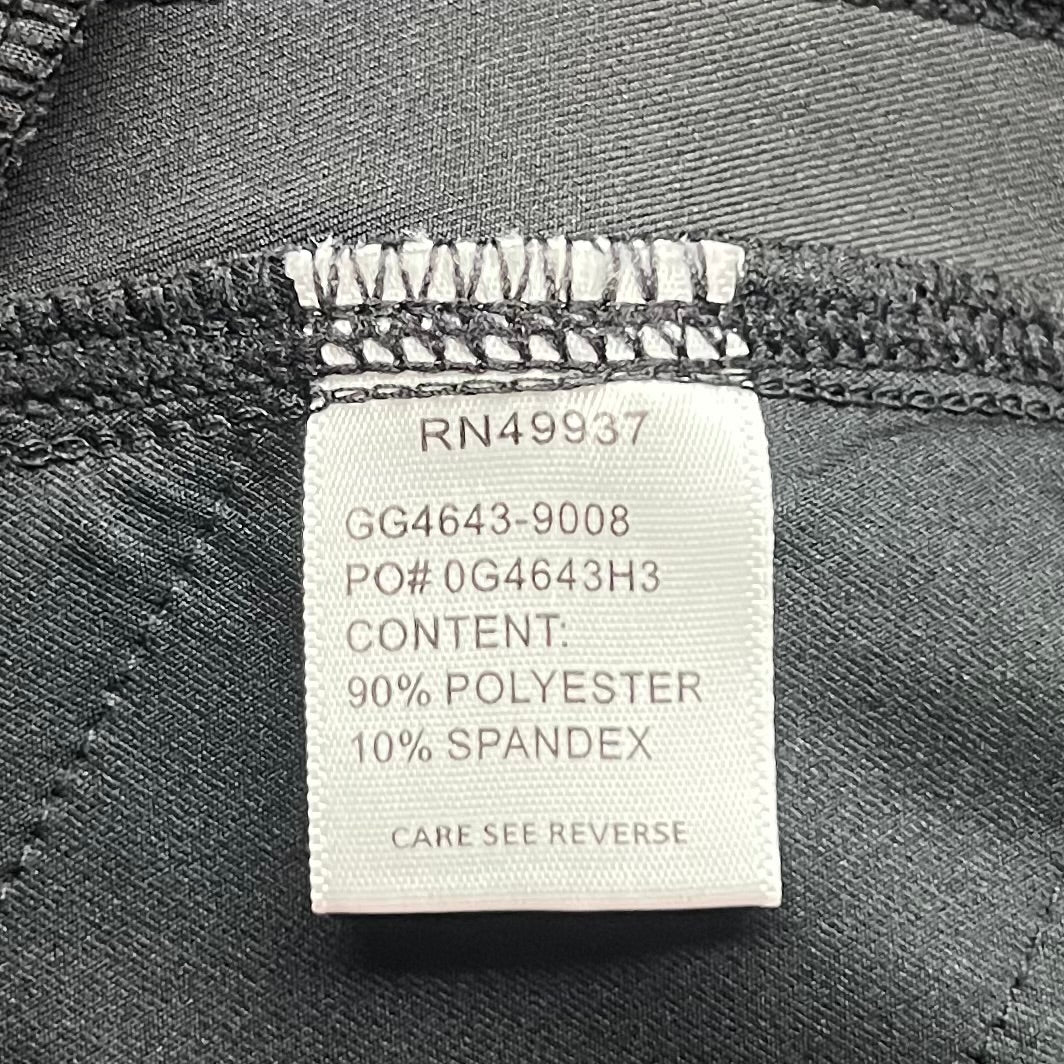 RN49937
GG4643-9008
PO# 0G4643H3
CONTENT:
90% POLYESTER
10% SPANDEX
CARE SEE REVERSE